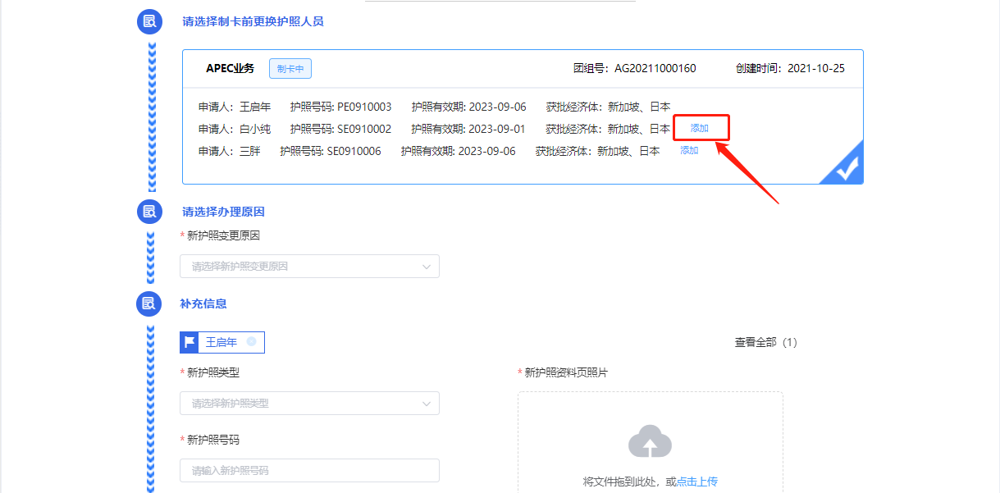 请选择制卡前更换护照人员
APEC业务 制卡中 团组号：AG20211000160 创建时间：2021-10-25
申请人：王启年 护照号码: PE0910003 护照有效期: 2023-09-06 获批经济体：新加坡、日本
申请人：白小纯 护照号码: SE0910002 护照有效期: 2023-09-01 获批经济体：新加坡、日本 添加
申请人：三胖 护照号码: SE0910006 护照有效期: 2023-09-06 获批经济体：新加坡、日本 添加
请选择办理原因
* 新护照变更原因
请选择新护照变更原因
补充信息
王启年 查看全部（1）
* 新护照类型 * 新护照资料页照片
请选择新护照类型
* 新护照号码
请输入新护照号码
将文件拖到此处，或点击上传